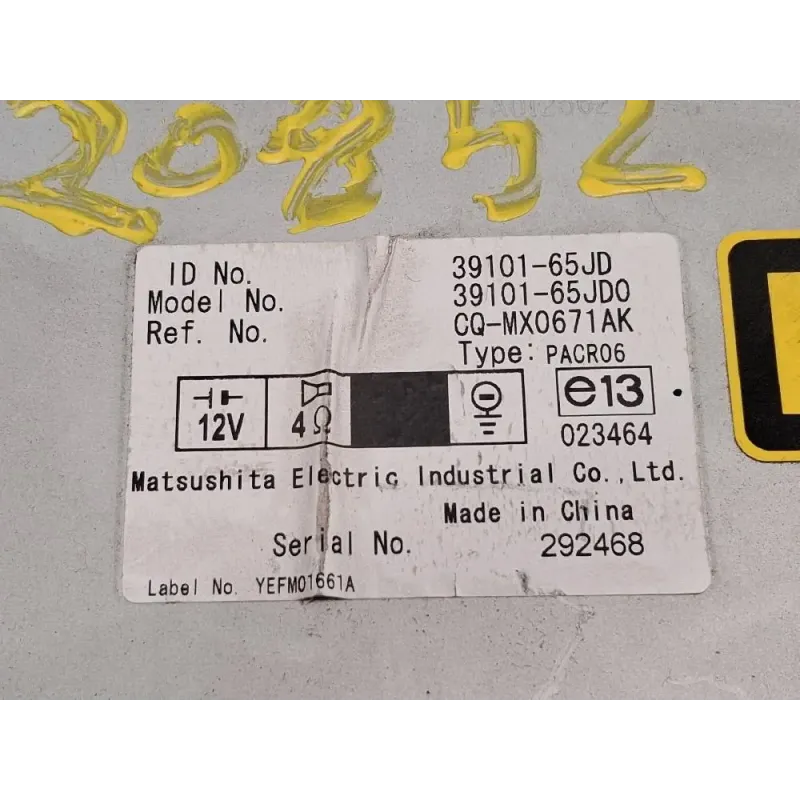 20852
ID No. 39101-65JD
Model No. 39101-65JD0
Ref. No. CQ-MX0671AK
Type: PACR06
12V 4Ω e13
023464
Matsushita Electric Industrial Co., Ltd.
Made in China
Serial No. 292468
Label No. YEFM01661A